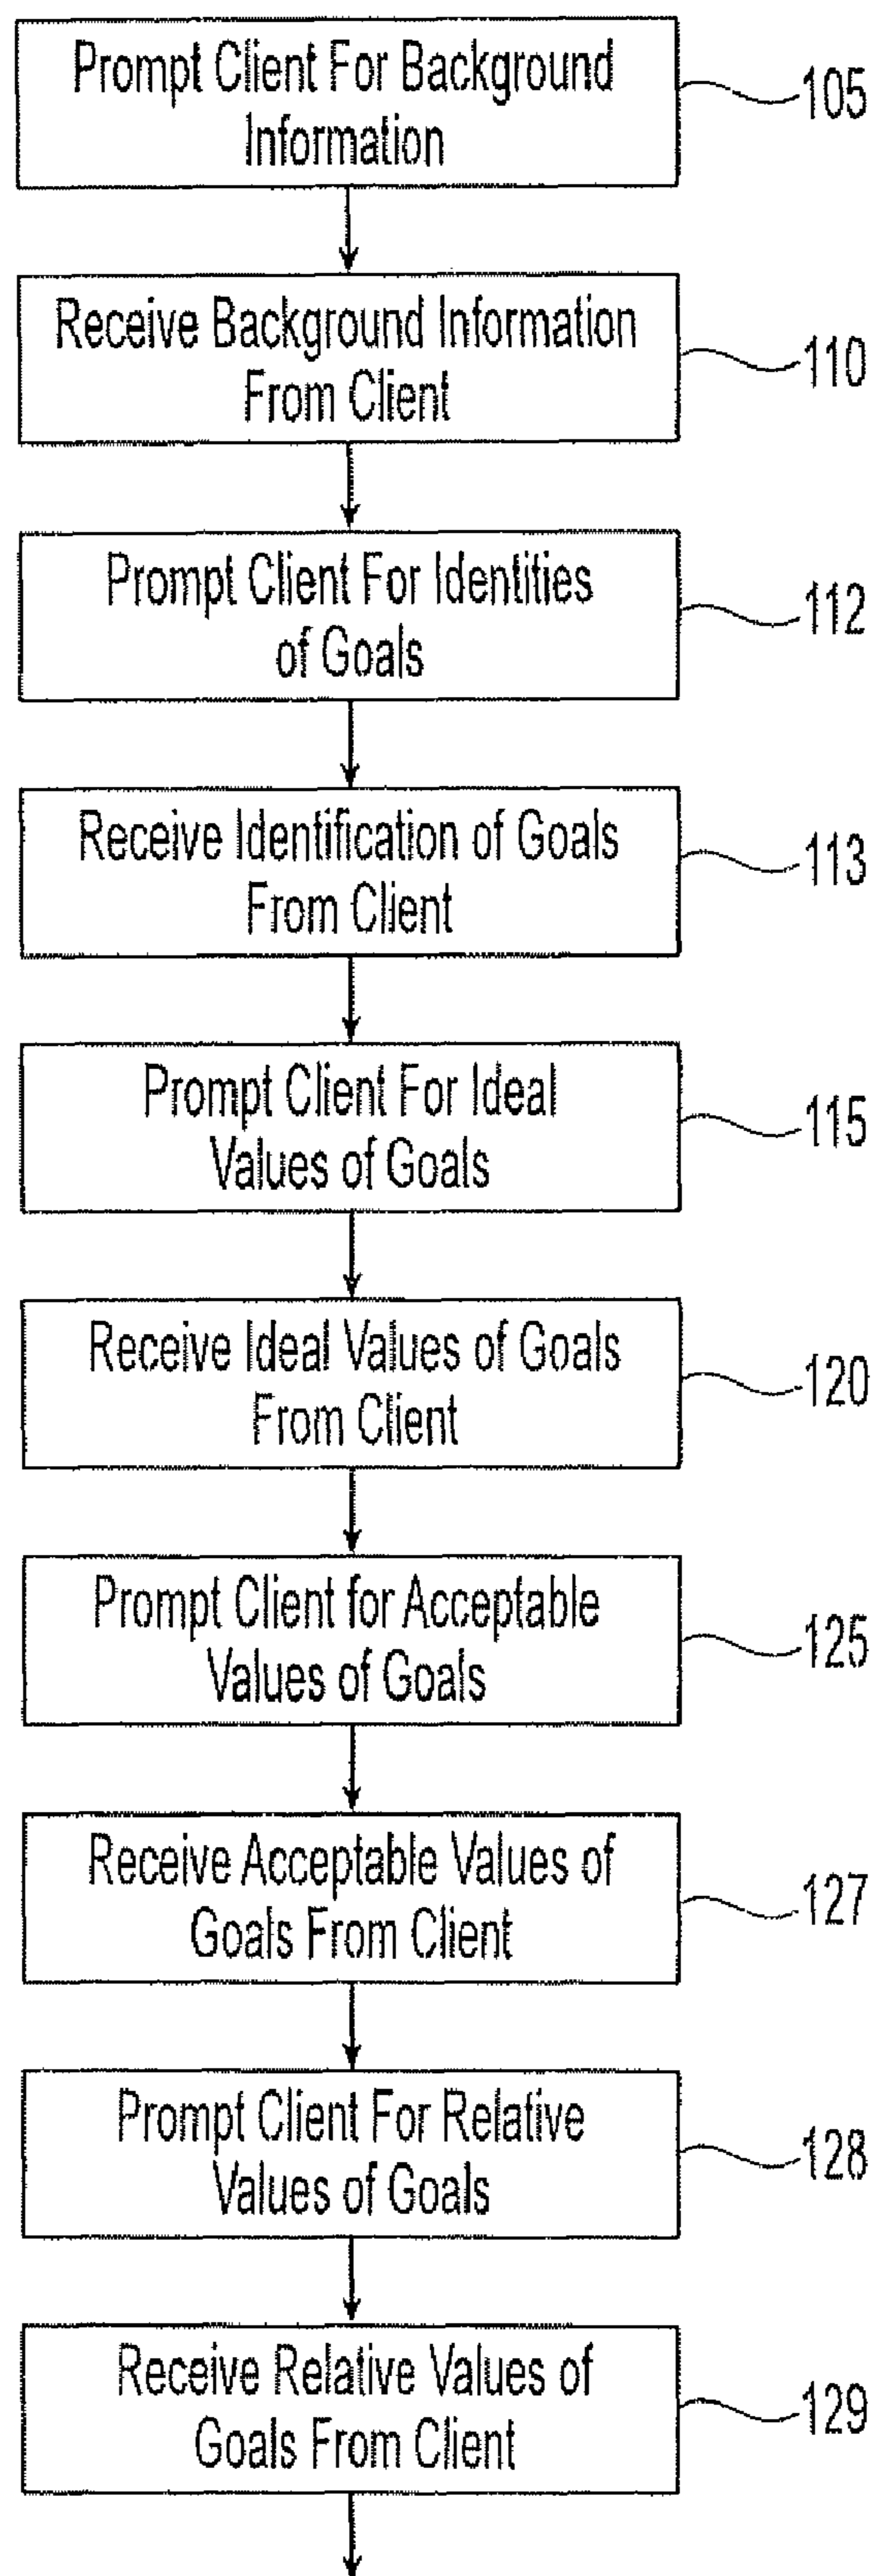 Prompt Client For Background
Information
105
Receive Background Information
From Client
110
Prompt Client For Identities
of Goals
112
Receive Identification of Goals
From Client
113
Prompt Client For Ideal
Values of Goals
115
Receive Ideal Values of Goals
From Client
120
Prompt Client for Acceptable
Values of Goals
125
Receive Acceptable Values of
Goals From Client
127
Prompt Client For Relative
Values of Goals
128
Receive Relative Values of
Goals From Client
129